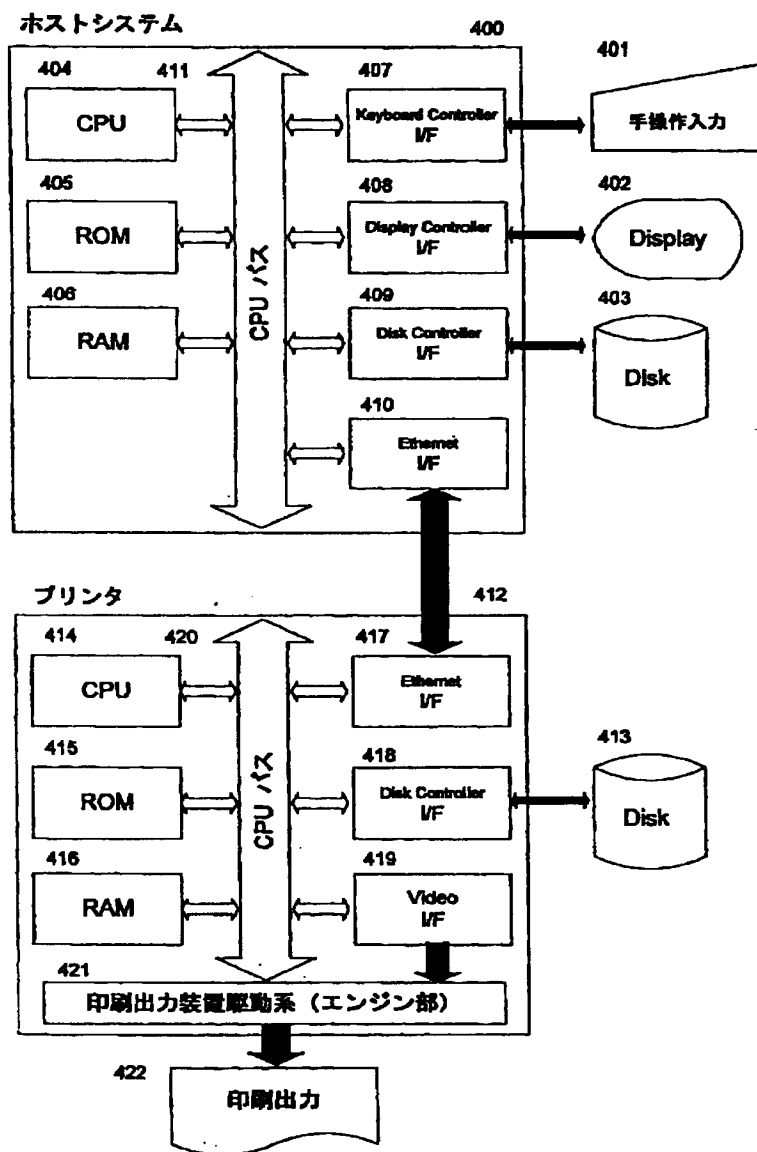 ホストシステム
400
401
404
411
407
CPU
Keyboard Controller
I/F
手操作入力
405
408
402
ROM
Display Controller
I/F
Display
406
409
403
RAM
Disk Controller
I/F
Disk
CPU バス
410
Ethernet
I/F
プリンタ
412
414
420
417
CPU
Ethernet
I/F
415
418
413
ROM
Disk Controller
I/F
Disk
CPU バス
416
419
RAM
Video
I/F
421
印刷出力装置駆動系（エンジン部）
422
印刷出力